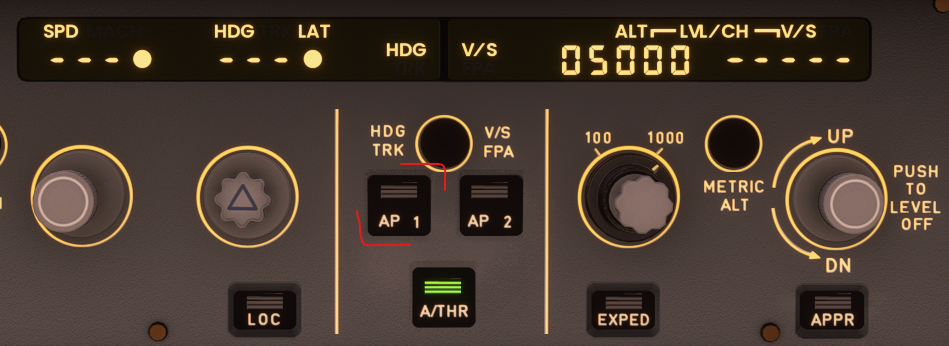 SPD HDG LAT
HDG V/S
ALT LVL/CH V/S
--- --- 05000 -----
HDG
TRK
V/S
FPA
AP 1
AP 2
A/THR
LOC
100 1000
METRIC
ALT
UP
PUSH
TO
LEVEL
OFF
DN
EXPED
APPR